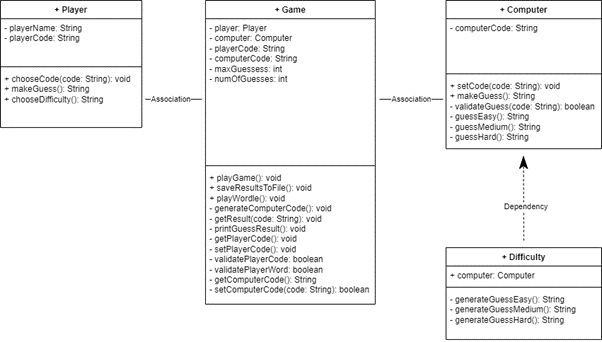 + Player
- playerName: String
- playerCode: String
+ chooseCode(code: String): void
+ makeGuess(): String
+ chooseDifficulty(): String
Association
+ Game
- player: Player
- computer: Computer
- playerCode: String
- computerCode: String
- maxGuessess: int
- numOfGuesses: int
+ playGame(): void
+ saveResultsToFile(): void
+ playWordle(): void
- generateComputerCode(): void
- getResult(code: String): void
- printGuessResult(): void
- getPlayerCode(): void
- setPlayerCode(): void
- validatePlayerCode: boolean
- validatePlayerWord: boolean
- getComputerCode(): String
- setComputerCode(code: String): boolean
Association
+ Computer
- computerCode: String
+ setCode(code: String): void
+ makeGuess(): String
- validateGuess(code: String): boolean
- guessEasy(): String
- guessMedium(): String
- guessHard(): String
Dependency
+ Difficulty
+ computer: Computer
- generateGuessEasy(): String
- generateGuessMedium(): String
- generateGuessHard(): String